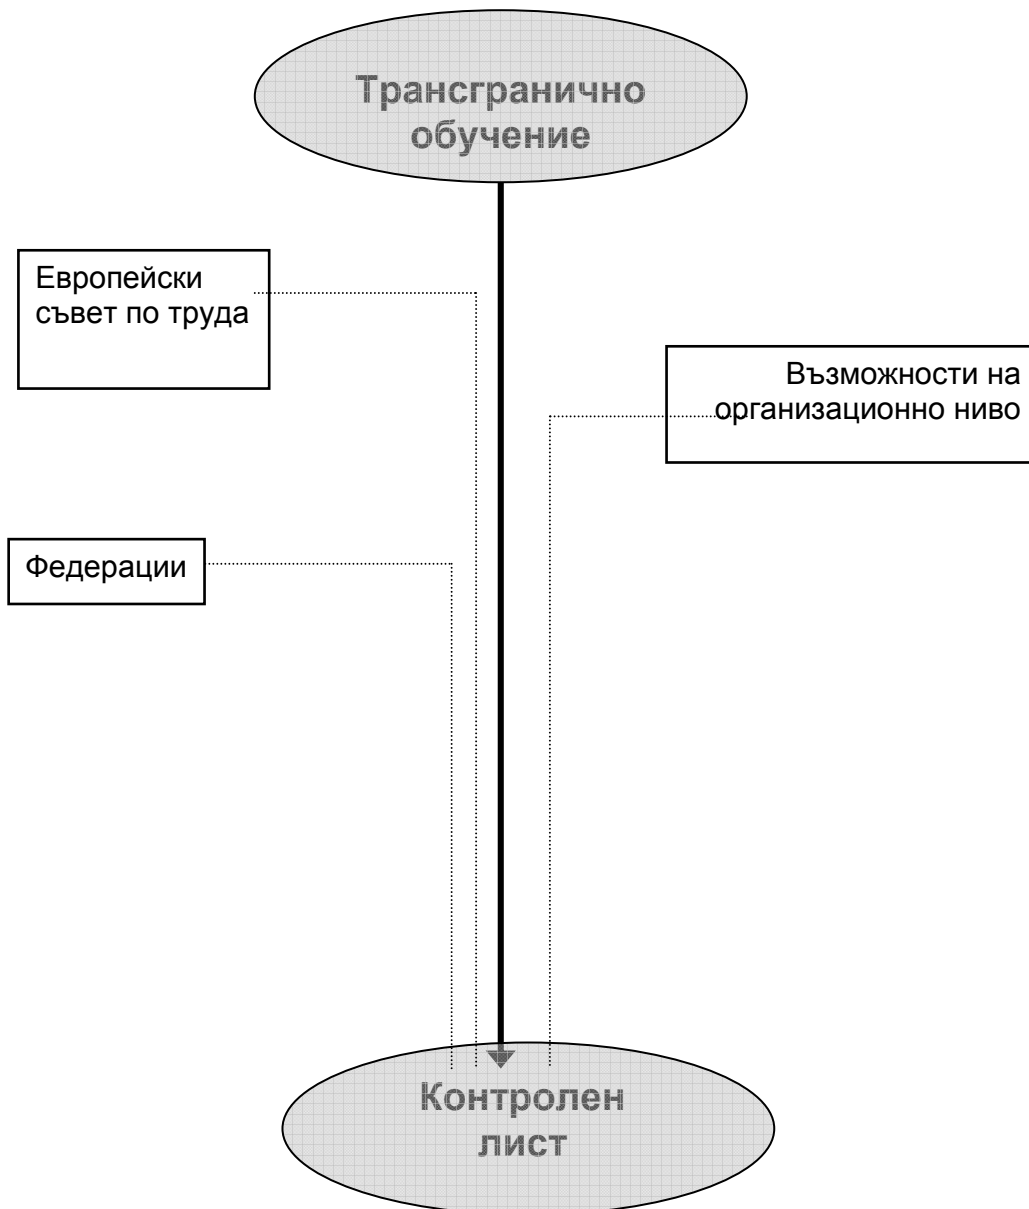 Трансгранично
обучение
Европейски
съвет по труда
Възможности на
организационно ниво
Федерации
Контролен
лист